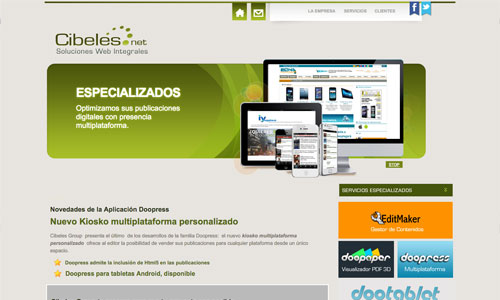 LA EMPRESA SERVICIOS CLIENTES
Cibeles.net
Soluciones Web Integrales
ESPECIALIZADOS
Optimizamos sus publicaciones
digitales con presencia
multiplataforma.
STOP
Novedades de la Aplicación Doopress
Nuevo Kiosko multiplataforma personalizado
Cibeles Group presenta el último de los desarrollos de la familia Doopress: el nuevo kiosko multiplataforma
personalizado ofrece al editor la posibilidad de vender sus publicaciones para cualquier plataforma desde un único
espacio.
Doopress admite la inclusión de Html5 en las publicaciones
Doopress para tabletas Android, disponible
SERVICIOS ESPECIALIZADOS
EditMaker
Gestor de Contenidos
doopaper
Visualizador PDF 3D
doopress
Multiplataforma
dootablet